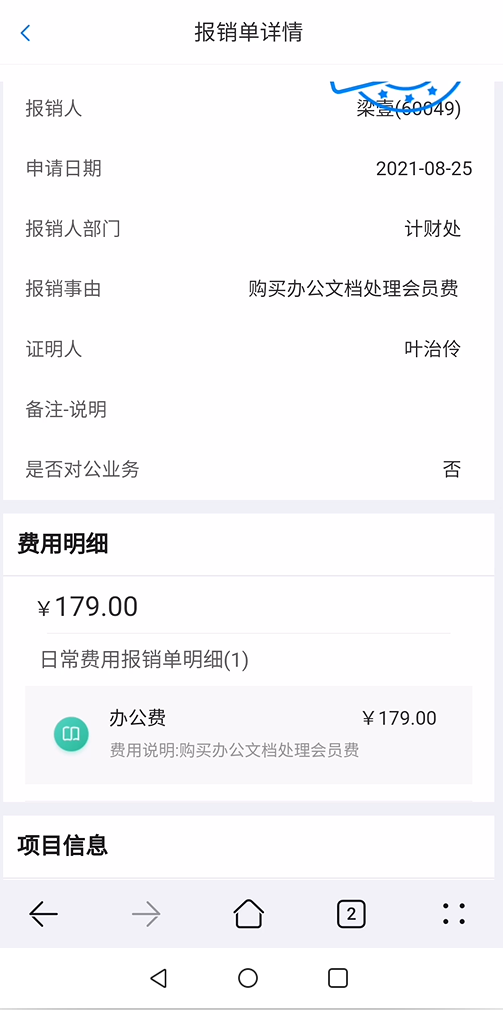 报销单详情
报销人 梁壹(60049)
申请日期 2021-08-25
报销人部门 计财处
报销事由 购买办公文档处理会员费
证明人 叶治伶
备注-说明
是否对公业务 否
费用明细
￥179.00
日常费用报销单明细(1)
办公费 ￥179.00
费用说明:购买办公文档处理会员费
项目信息
2